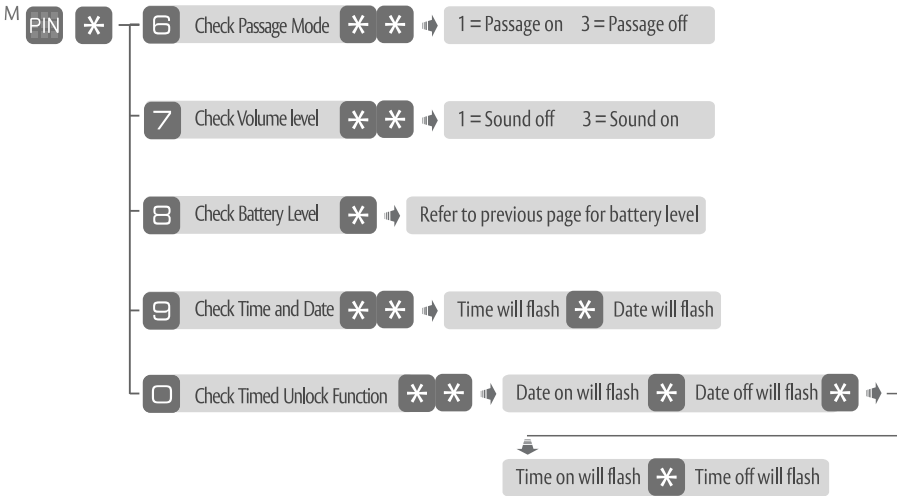 M PIN * 6 Check Passage Mode * * 1 = Passage on 3 = Passage off
7 Check Volume level * * 1 = Sound off 3 = Sound on
8 Check Battery Level * Refer to previous page for battery level
9 Check Time and Date * * Time will flash * Date will flash
0 Check Timed Unlock Function * * Date on will flash * Date off will flash *
Time on will flash * Time off will flash